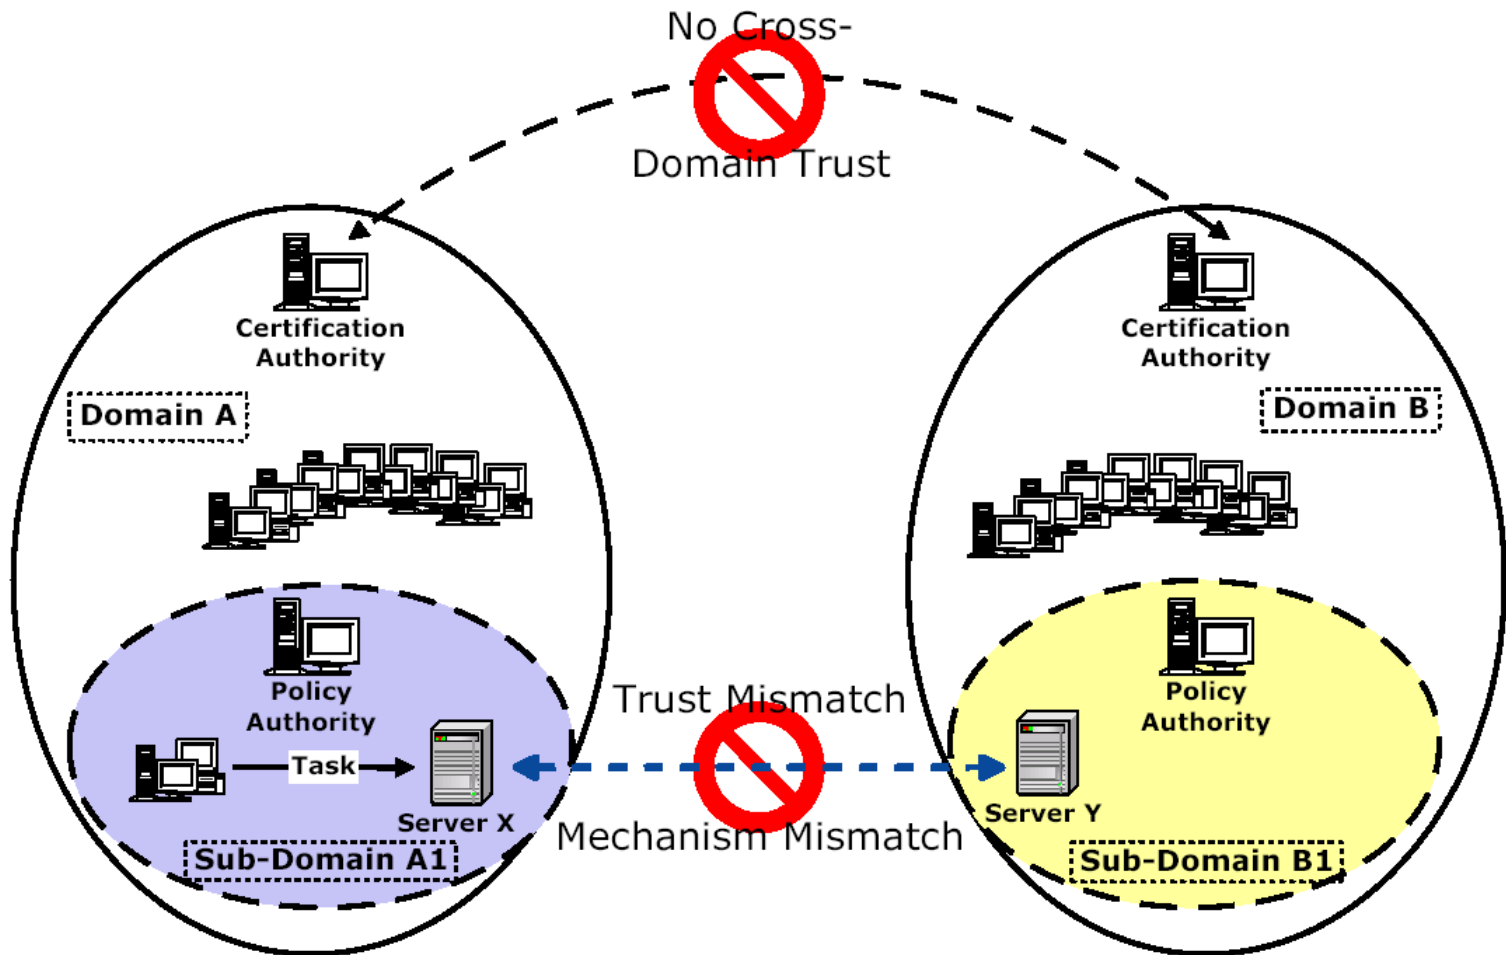 No Cross-
Domain Trust
Certification
Authority
Domain A
Policy
Authority
Task
Server X
Sub-Domain A1
Trust Mismatch
Mechanism Mismatch
Certification
Authority
Domain B
Policy
Authority
Server Y
Sub-Domain B1